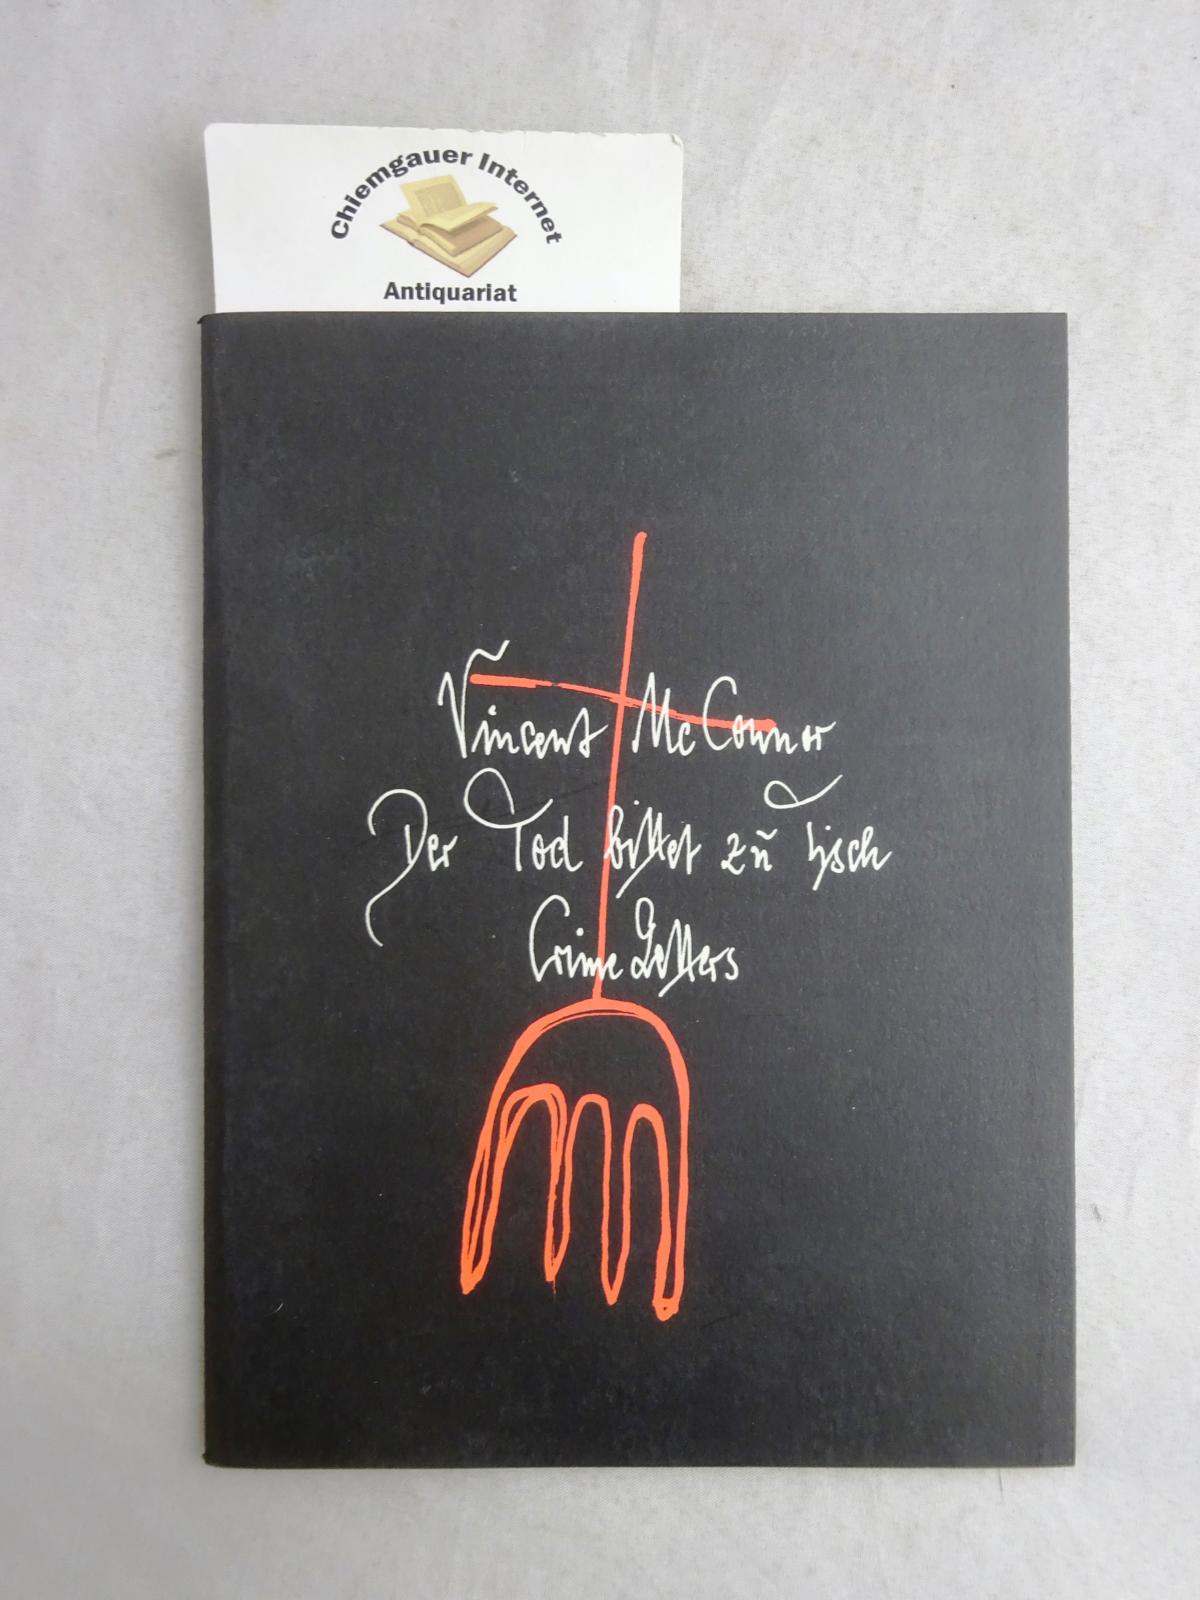 Chiemgauer Internet
Antiquariat
Vincent McConnor
Der Tod bittet zu Tisch
Crime Letters